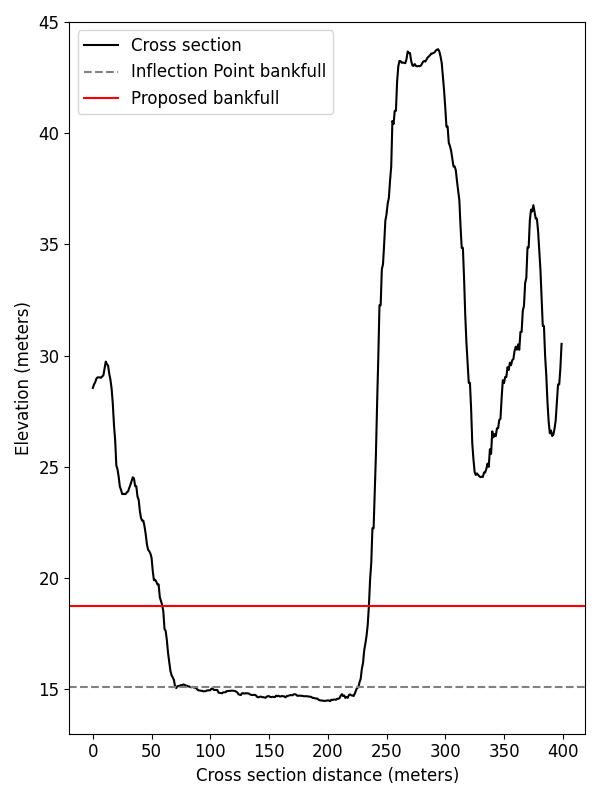 Cross section
Inflection Point bankfull
Proposed bankfull
45
40
35
30
25
20
15
Elevation (meters)
0 50 100 150 200 250 300 350 400
Cross section distance (meters)